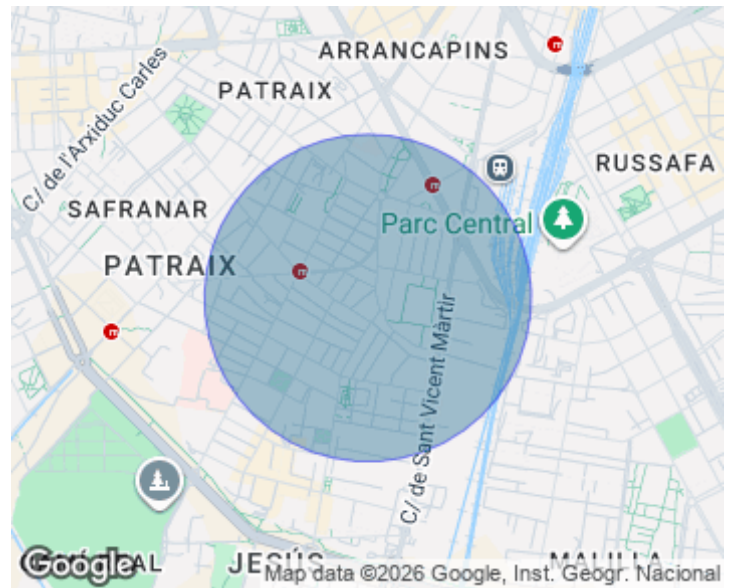 ARRANCAPINS
PATRAIX
C/ de l'Arxiduc Carles
RUSSAFA
SAFRANAR
Parc Central
PATRAIX
C/ de Sant Vicent Màrtir
Google
JESÚS
MALILLA
Map data ©2026 Google, Inst. Geogr. Nacional